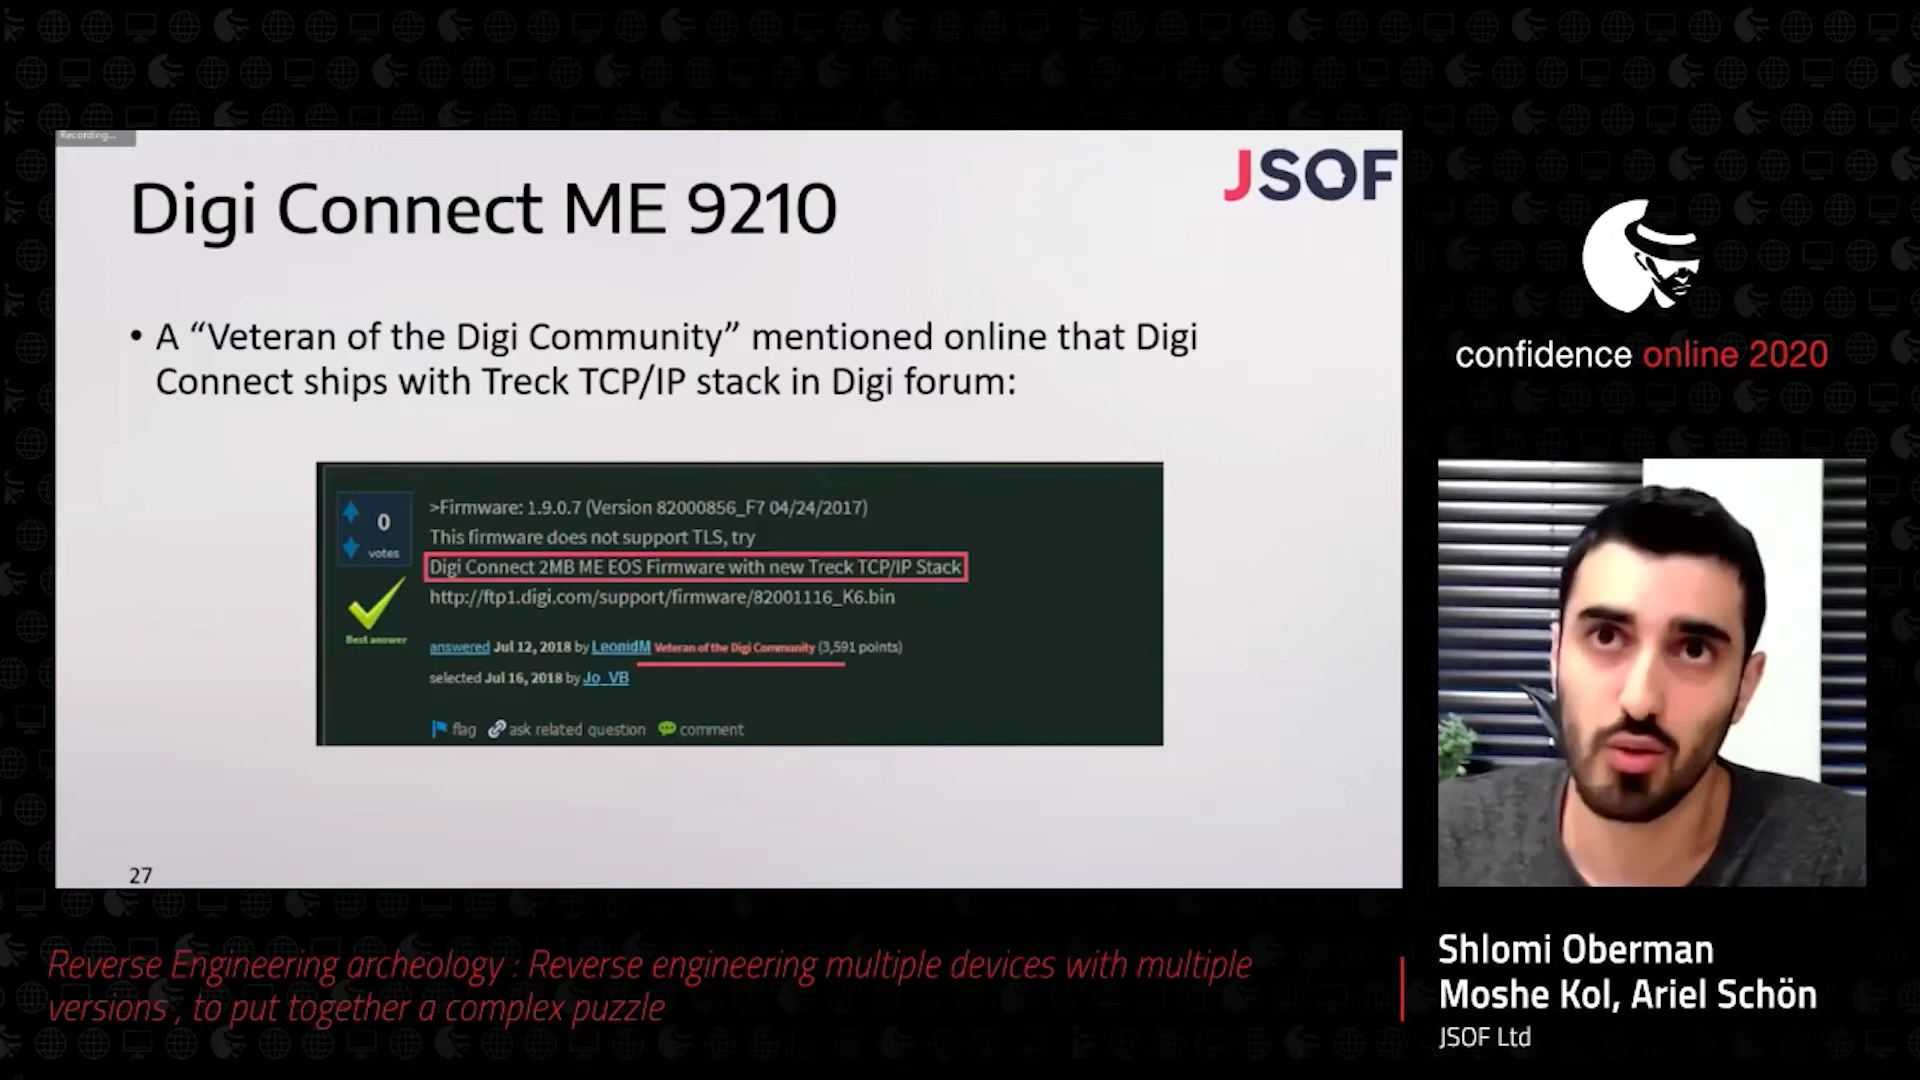 Recording...
JSOF
Digi Connect ME 9210
• A “Veteran of the Digi Community” mentioned online that Digi
Connect ships with Treck TCP/IP stack in Digi forum:
0
votes
Best answer
>Firmware: 1.9.0.7 (Version 82000856_F7 04/24/2017)
This firmware does not support TLS, try
Digi Connect 2MB ME EOS Firmware with new Treck TCP/IP Stack
http://ftp1.digi.com/support/firmware/82001116_K6.bin
answered Jul 12, 2018 by LeonidM Veteran of the Digi Community (3,591 points)
selected Jul 16, 2018 by Jo_VB
flag ask related question comment
27
confidence online 2020
Reverse Engineering archeology : Reverse engineering multiple devices with multiple
versions , to put together a complex puzzle
Shlomi Oberman
Moshe Kol, Ariel Schön
JSOF Ltd